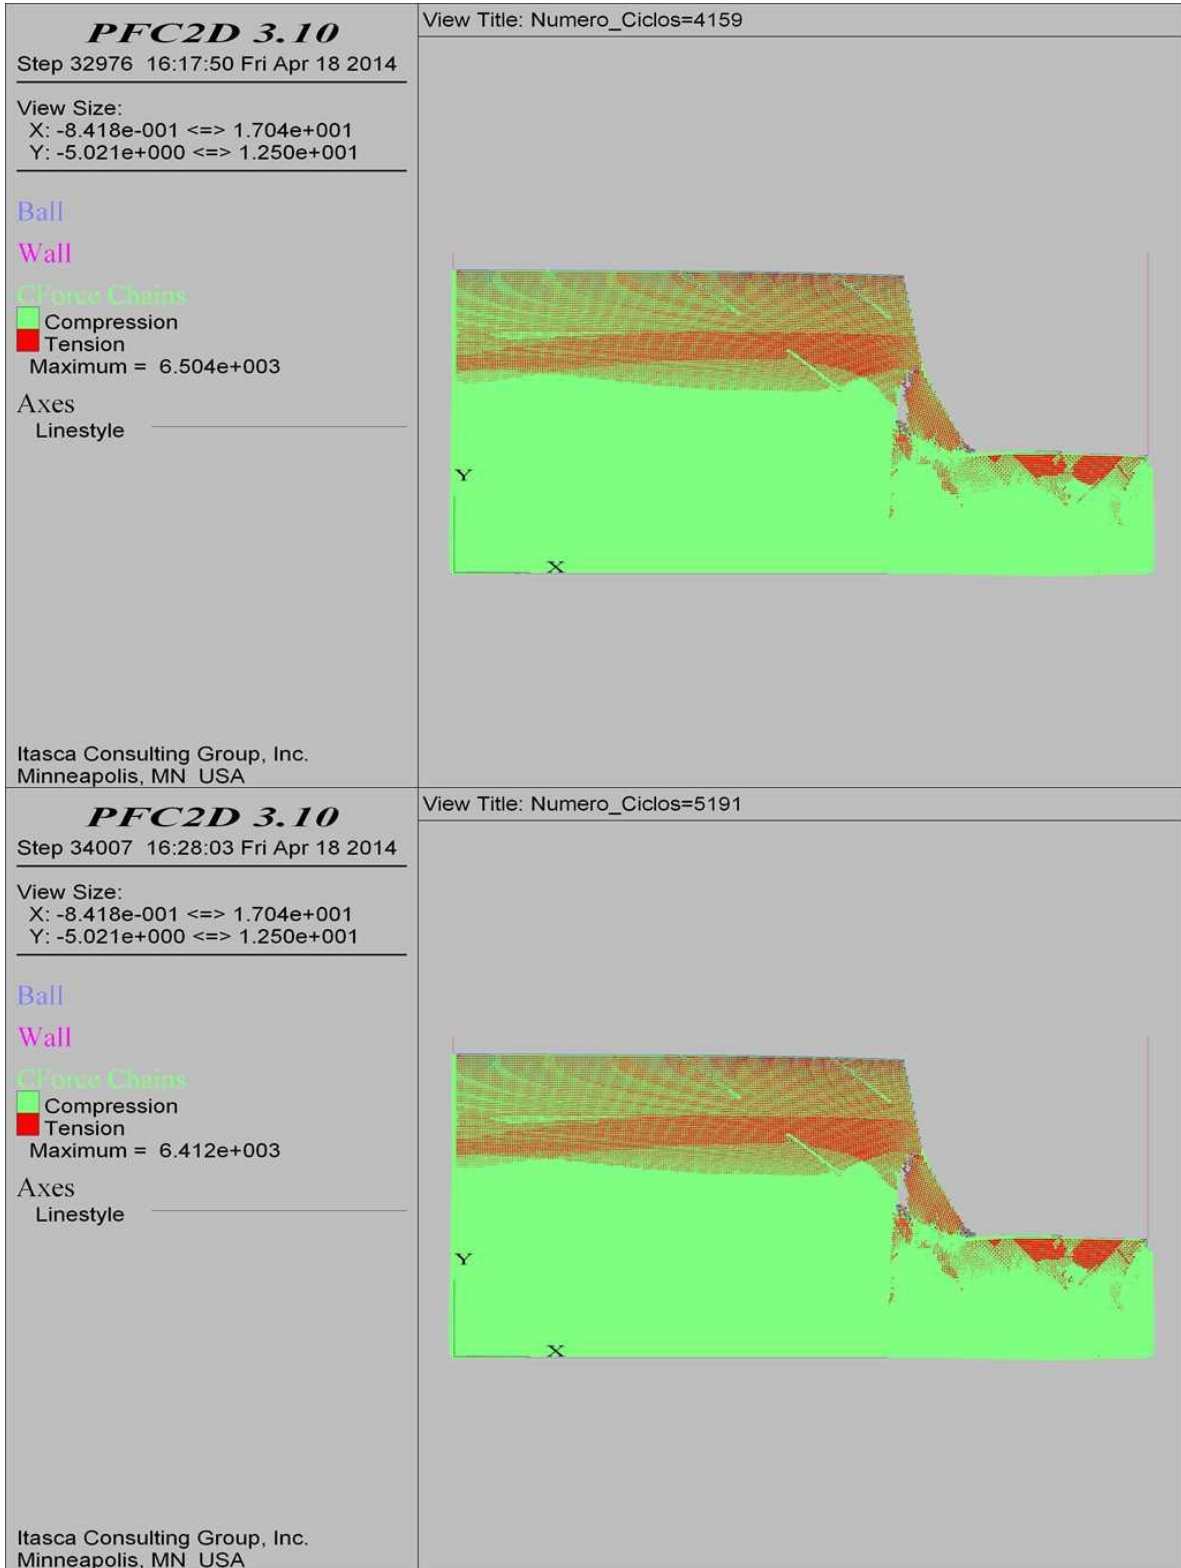 PFC2D 3.10
Step 32976 16:17:50 Fri Apr 18 2014
View Size:
X: -8.418e-001 <=> 1.704e+001
Y: -5.021e+000 <=> 1.250e+001
Ball
Wall
CForce Chains
Compression
Tension
Maximum = 6.504e+003
Axes
Linestyle
Itasca Consulting Group, Inc.
Minneapolis, MN USA
View Title: Numero_Ciclos=4159
Y
X
PFC2D 3.10
Step 34007 16:28:03 Fri Apr 18 2014
View Size:
X: -8.418e-001 <=> 1.704e+001
Y: -5.021e+000 <=> 1.250e+001
Ball
Wall
CForce Chains
Compression
Tension
Maximum = 6.412e+003
Axes
Linestyle
Itasca Consulting Group, Inc.
Minneapolis, MN USA
View Title: Numero_Ciclos=5191
Y
X